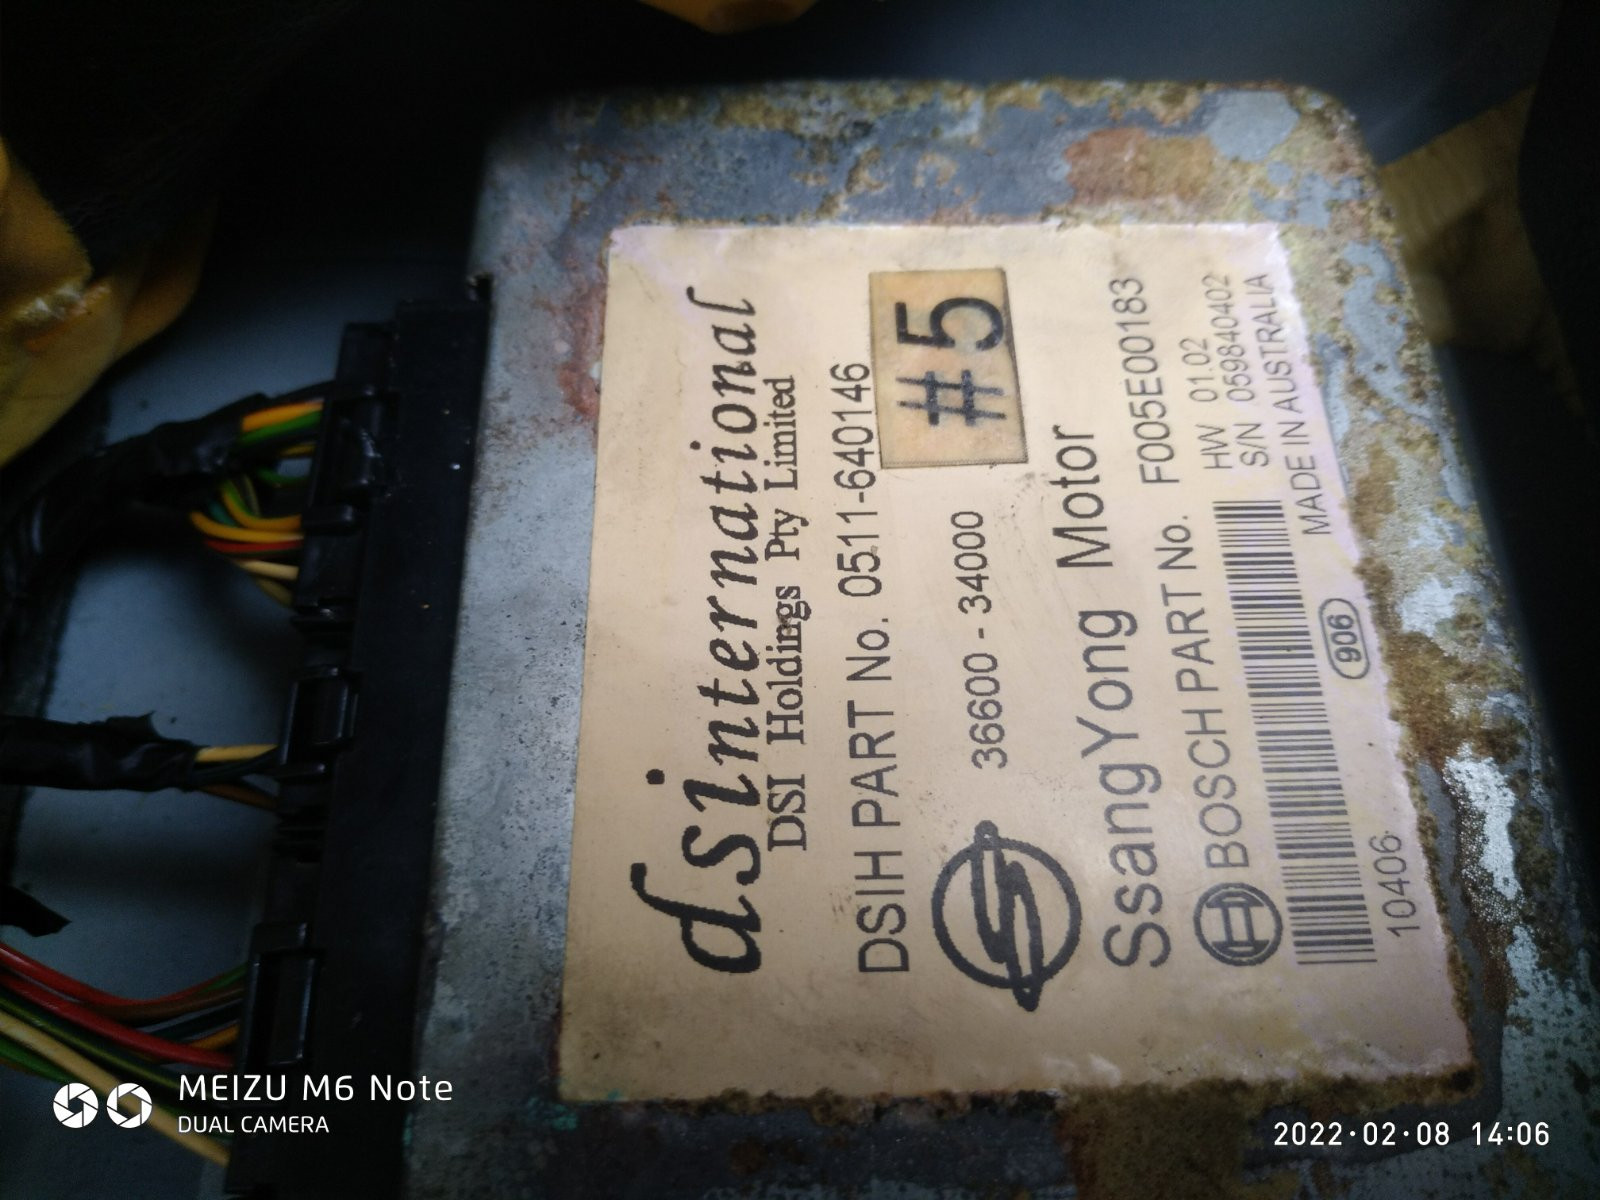 dsinternational
DSI Holdings Pty Limited
DSIH PART No. 0511-640146
#5
36600 - 34000
SsangYong Motor
BOSCH PART No. F005E00183
HW 01.02
S/N 059840402
MADE IN AUSTRALIA
10406
906
MEIZU M6 Note
DUAL CAMERA
2022·02·08 14:06